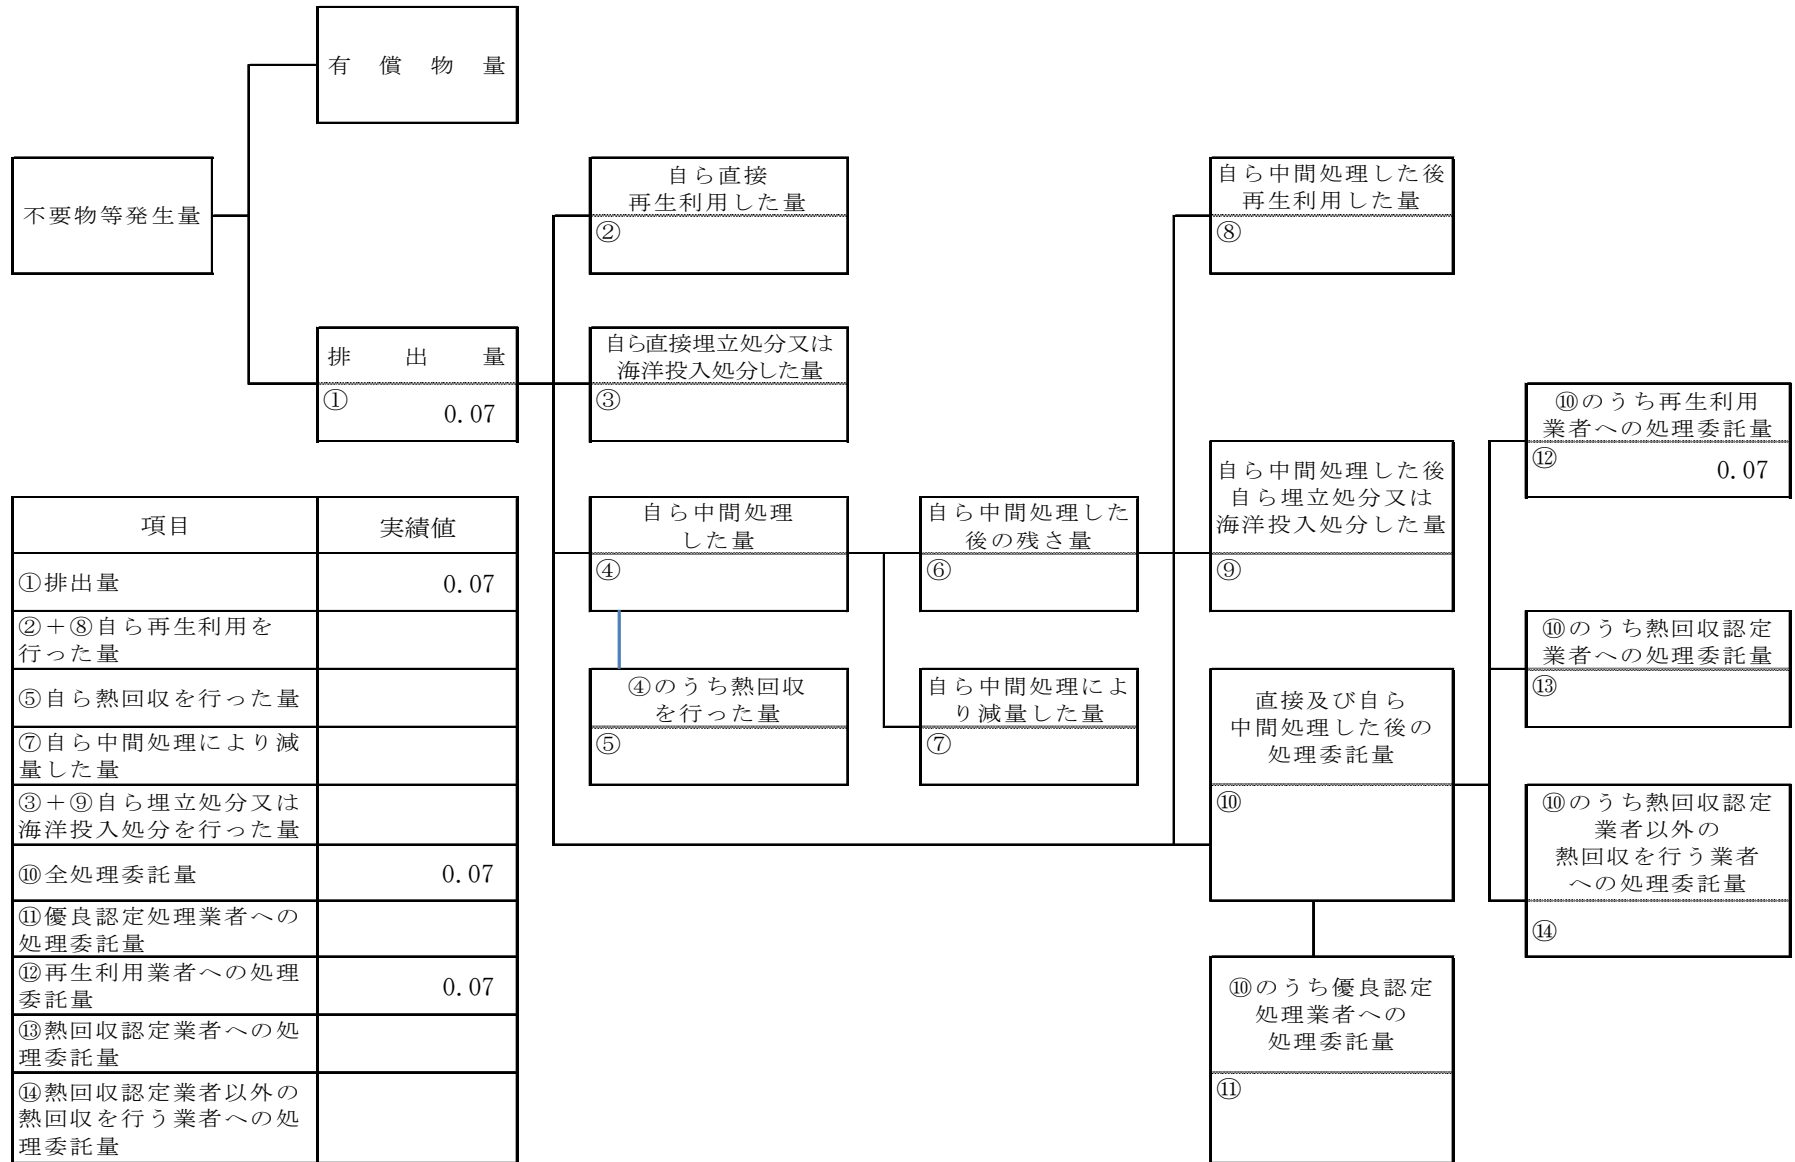 有償物量
不要物等発生量
自ら直接
再生利用した量
②
自ら中間処理した後
再生利用した量
⑧
排出量
①
0.07
自ら直接埋立処分又は
海洋投入処分した量
③
⑩のうち再生利用
業者への処理委託量
⑫
0.07
自ら中間処理
した量
④
自ら中間処理した
後の残さ量
⑥
自ら中間処理した後
自ら埋立処分又は
海洋投入処分した量
⑨
⑩のうち熱回収認定
業者への処理委託量
⑬
④のうち熱回収
を行った量
⑤
自ら中間処理によ
り減量した量
⑦
直接及び自ら
中間処理した後の
処理委託量
⑩
⑩のうち熱回収認定
業者以外の
熱回収を行う業者
への処理委託量
⑭
⑩のうち優良認定
処理業者への
処理委託量
⑪
項目 実績値
①排出量 0.07
②+⑧自ら再生利用を
行った量
⑤自ら熱回収を行った量
⑦自ら中間処理により減
量した量
③+⑨自ら埋立処分又は
海洋投入処分を行った量
⑩全処理委託量 0.07
⑪優良認定処理業者への
処理委託量
⑫再生利用業者への処理
委託量 0.07
⑬熱回収認定業者への処
理委託量
⑭熱回収認定業者以外の
熱回収を行う業者への処
理委託量